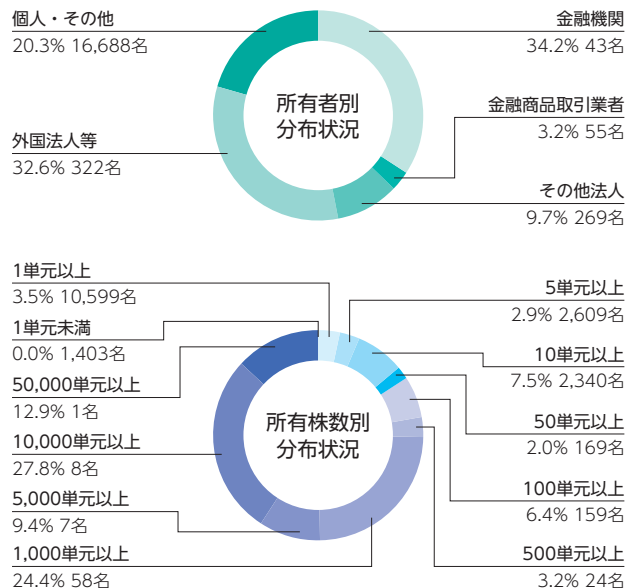 所有者別
分布状況
金融機関
34.2% 43名
金融商品取引業者
3.2% 55名
その他法人
9.7% 269名
外国法人等
32.6% 322名
個人・その他
20.3% 16,688名
所有株数別
分布状況
1単元以上
3.5% 10,599名
5単元以上
2.9% 2,609名
10単元以上
7.5% 2,340名
50単元以上
2.0% 169名
100単元以上
6.4% 159名
500単元以上
3.2% 24名
1,000単元以上
24.4% 58名
5,000単元以上
9.4% 7名
10,000単元以上
27.8% 8名
50,000単元以上
12.9% 1名
1単元未満
0.0% 1,403名